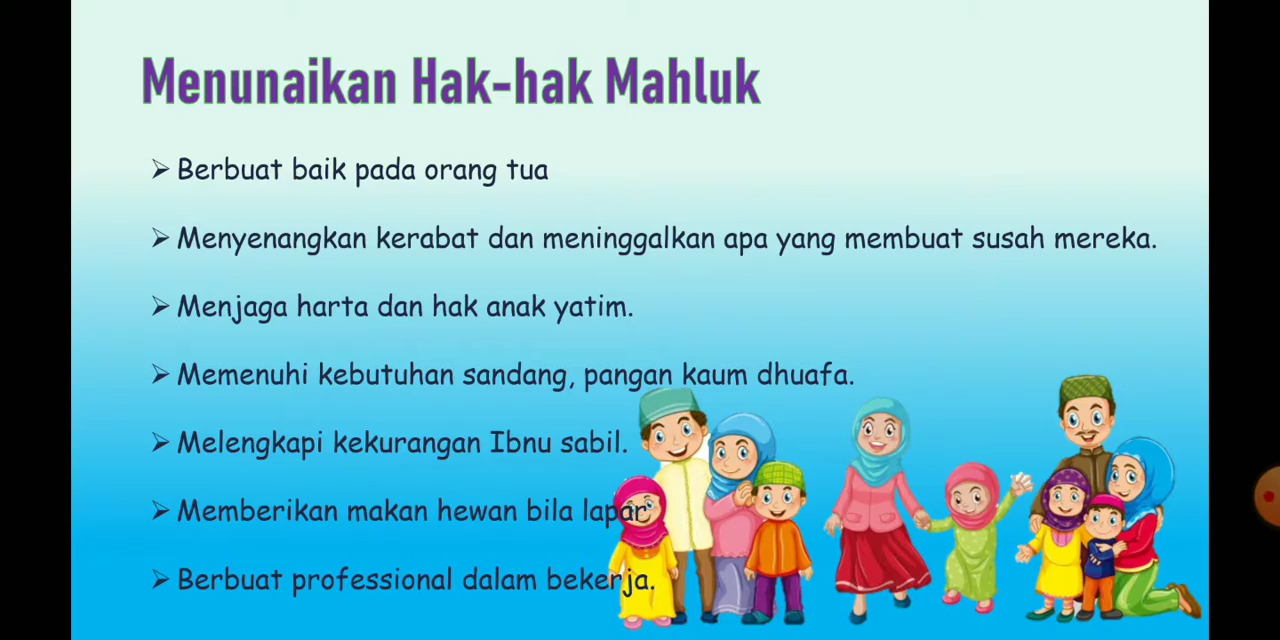 Menunaikan Hak-hak Mahluk
➢ Berbuat baik pada orang tua
➢ Menyenangkan kerabat dan meninggalkan apa yang membuat susah mereka.
➢ Menjaga harta dan hak anak yatim.
➢ Memenuhi kebutuhan sandang, pangan kaum dhuafa.
➢ Melengkapi kekurangan Ibnu sabil.
➢ Memberikan makan hewan bila lapar
➢ Berbuat professional dalam bekerja.